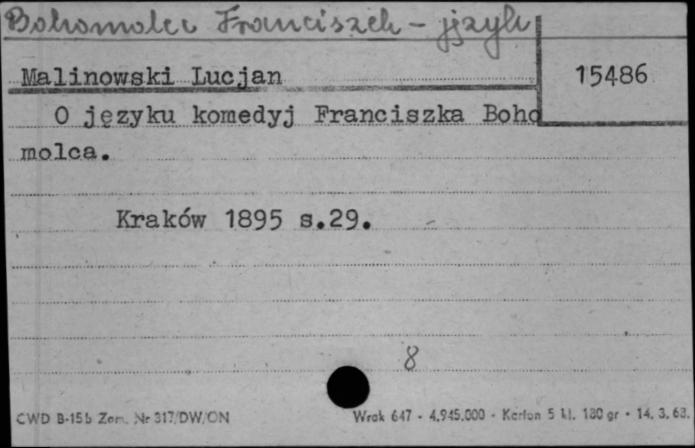 Bohomolec Franciszek - język
Malinowski Lucjan
15486
O języku komedyj Franciszka Boho
molca.
Kraków 1895 s.29.
8
CWD B-15b Zam. Nr 317/DW/ON
Wrak 647 - 4.945.000 - Karton 5 kl. 180 gr - 14. 3. 63.